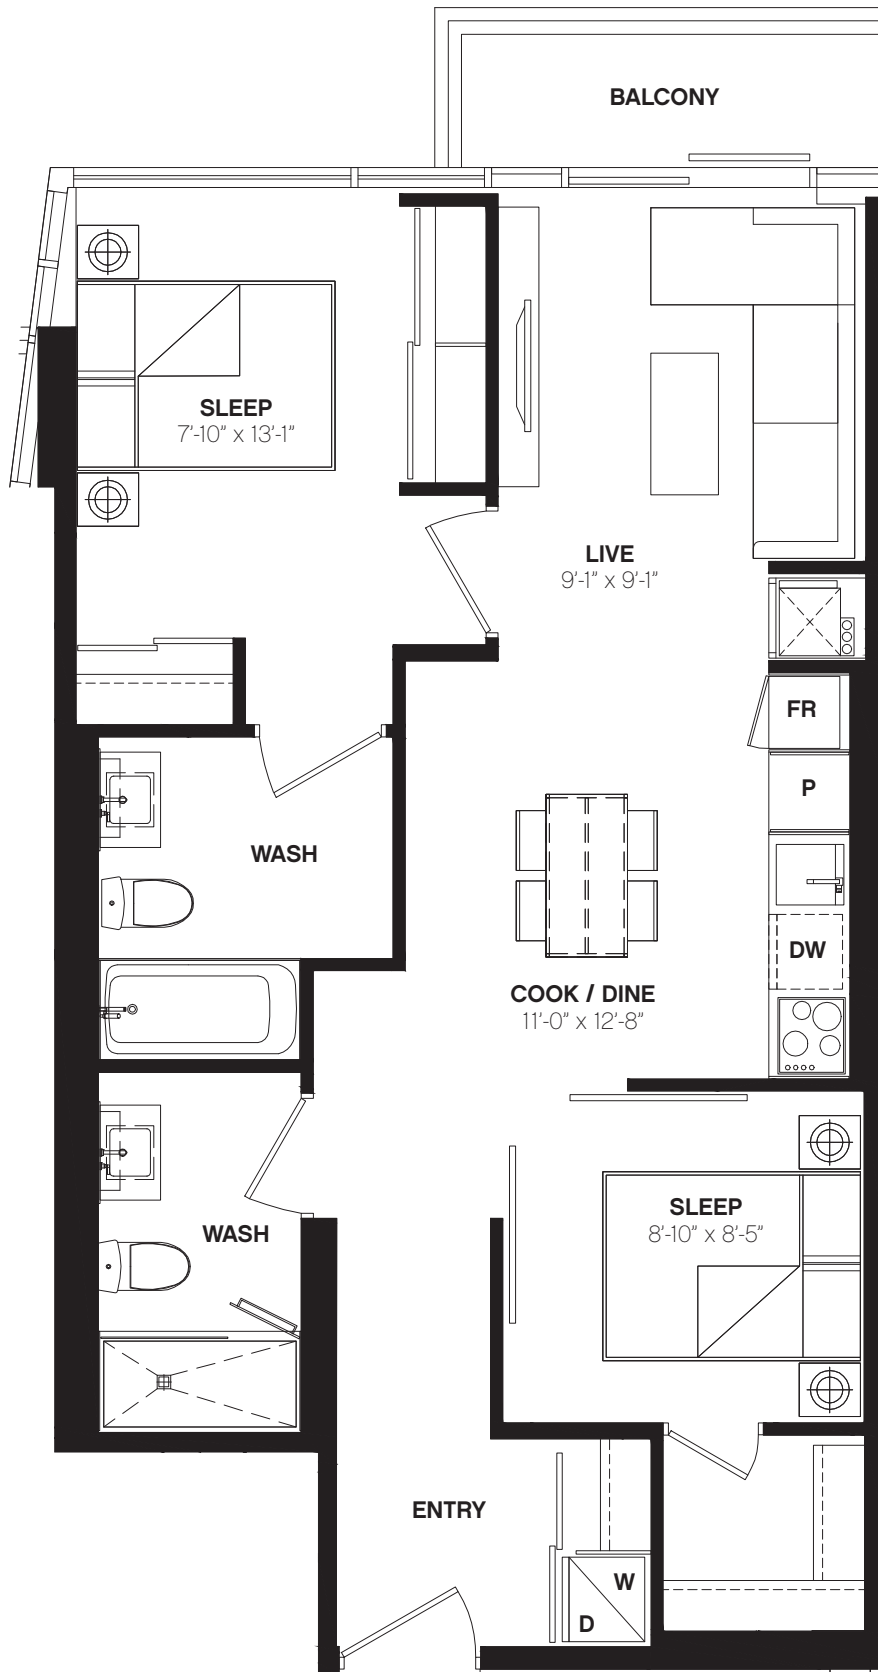 BALCONY
SLEEP
7'-10" x 13'-1"
LIVE
9'-1" x 9'-1"
FR
P
WASH
DW
COOK / DINE
11'-0" x 12'-8"
SLEEP
8'-10" x 8'-5"
WASH
ENTRY
W
D